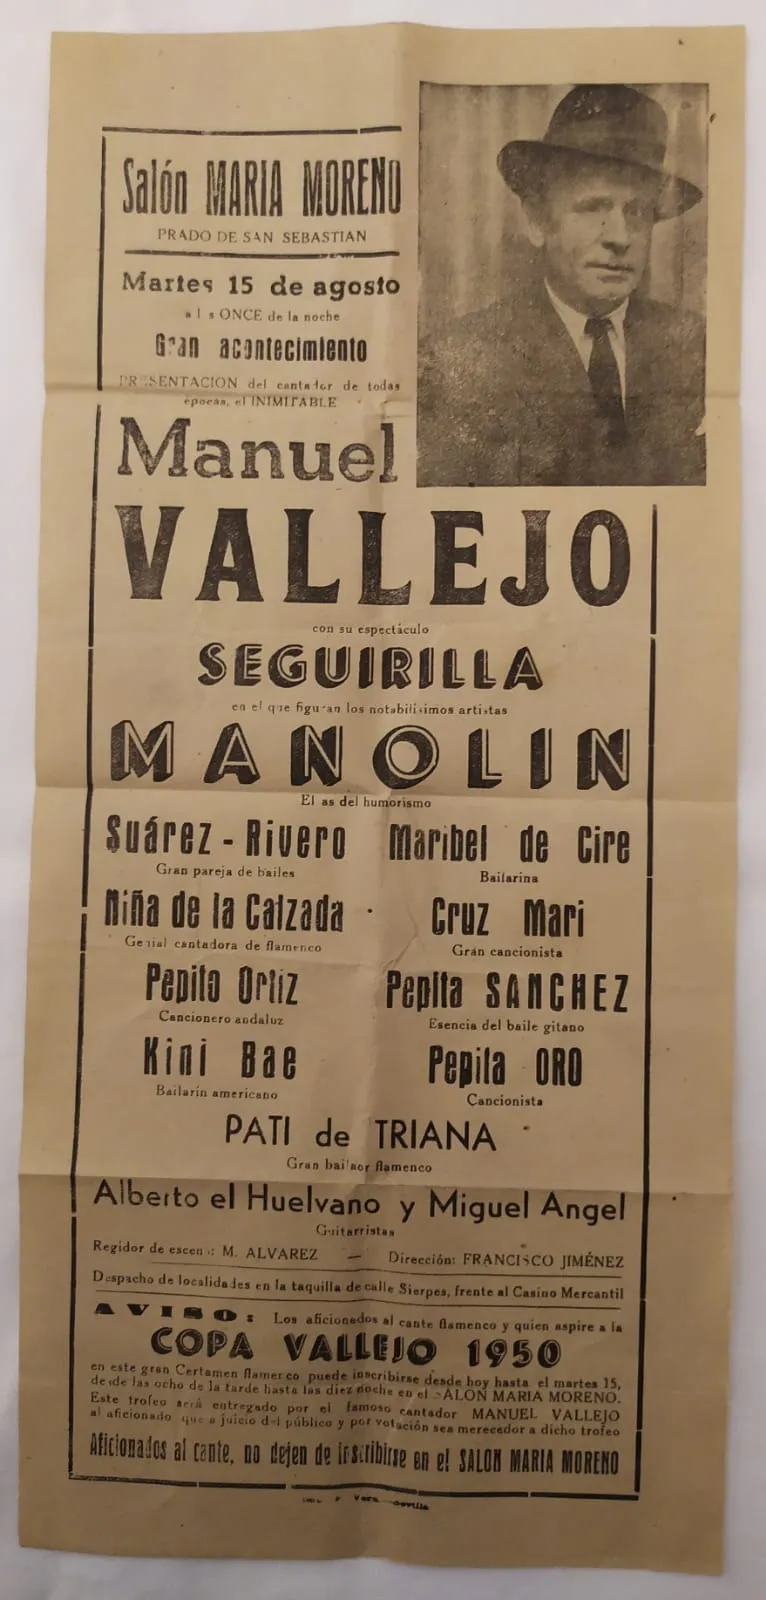 Salón MARIA MORENO
PRADO DE SAN SEBASTIAN
Martes 15 de agosto
a l s ONCE de la noche
Gran acontecimiento
PRESENTACION del cantador de todas
épocas, el INIMITABLE
Manuel
VALLEJO
con su espectáculo
SEGUIRILLA
en el que figuran los notabilísimos artistas
MANOLIN
El as del humorismo
Suárez - Rivero
Gran pareja de bailes
Maribel de Cire
Bailarina
Niña de la Calzada
Genial cantadora de flamenco
Cruz Mari
Gran cancionista
Pepito Ortiz
Cancionero andaluz
Pepita SANCHEZ
Esencia del baile gitano
Kini Bae
Bailarín americano
Pepita ORO
Cancionista
PATI de TRIANA
Gran bailaor flamenco
Alberto el Huelvano y Miguel Angel
Guitarristas
Regidor de escena: M. ALVAREZ — Dirección: FRANCISCO JIMÉNEZ
Despacho de localidades en la taquilla de calle Sierpes, frente al Casino Mercantil
AVISO: Los aficionados al cante flamenco y quien aspire a la
COPA VALLEJO 1950
en este gran Certamen flamenco puede inscribirse desde hoy hasta el martes 15,
desde las ocho de la tarde hasta las diez noche en el SALON MARIA MORENO.
Este trofeo será entregado por el famoso cantador MANUEL VALLEJO
al aficionado que a juicio del público y por votación sea merecedor a dicho trofeo
Aficionados al cante, no dejen de inscribirse en el SALON MARIA MORENO
Vera Sevilla